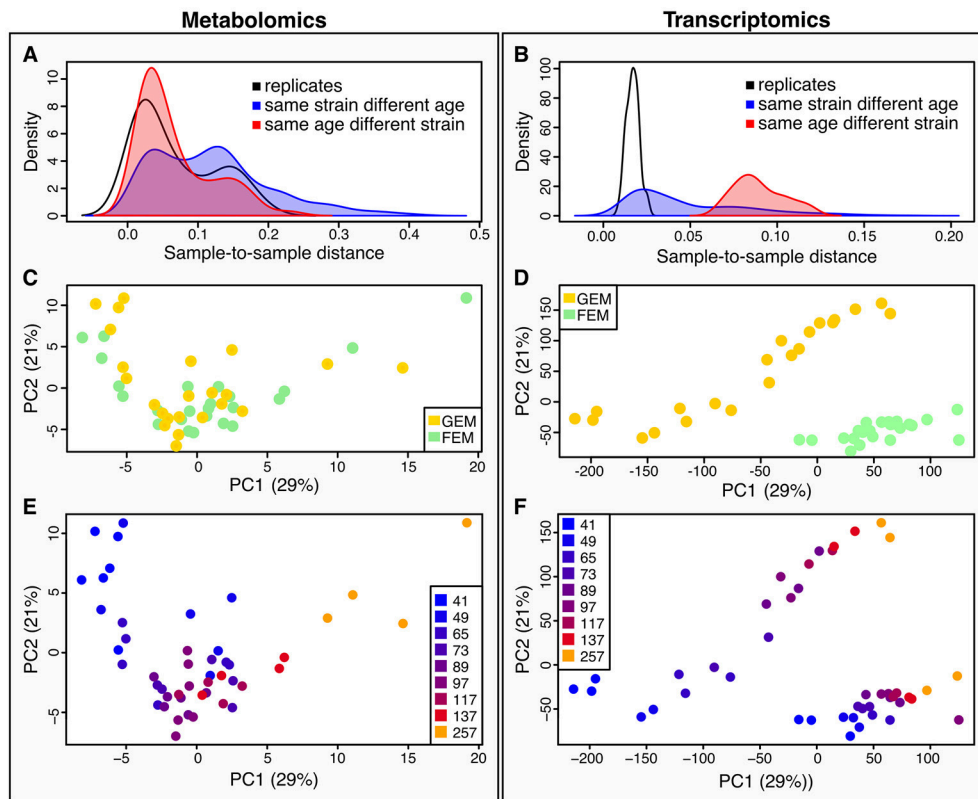 Metabolomics
Transcriptomics
A
10
8
6
4
2
0
Density
replicates
same strain different age
same age different strain
0.0 0.1 0.2 0.3 0.4 0.5
Sample-to-sample distance
B
100
80
60
40
20
0
Density
replicates
same strain different age
same age different strain
0.00 0.05 0.10 0.15 0.20
Sample-to-sample distance
C
10
5
0
-5
PC2 (21%)
GEM
FEM
-5 0 5 10 15 20
PC1 (29%)
D
150
100
50
0
-50
PC2 (21%)
GEM
FEM
-200 -150 -100 -50 0 50 100
PC1 (29%)
E
10
5
0
−5
PC2 (21%)
41
49
65
73
89
97
117
137
257
−5 0 5 10 15 20
PC1 (29%)
F
150
100
50
0
−50
PC2 (21%)
41
49
65
73
89
97
117
137
257
−200 −150 −100 −50 0 50 100
PC1 (29%))